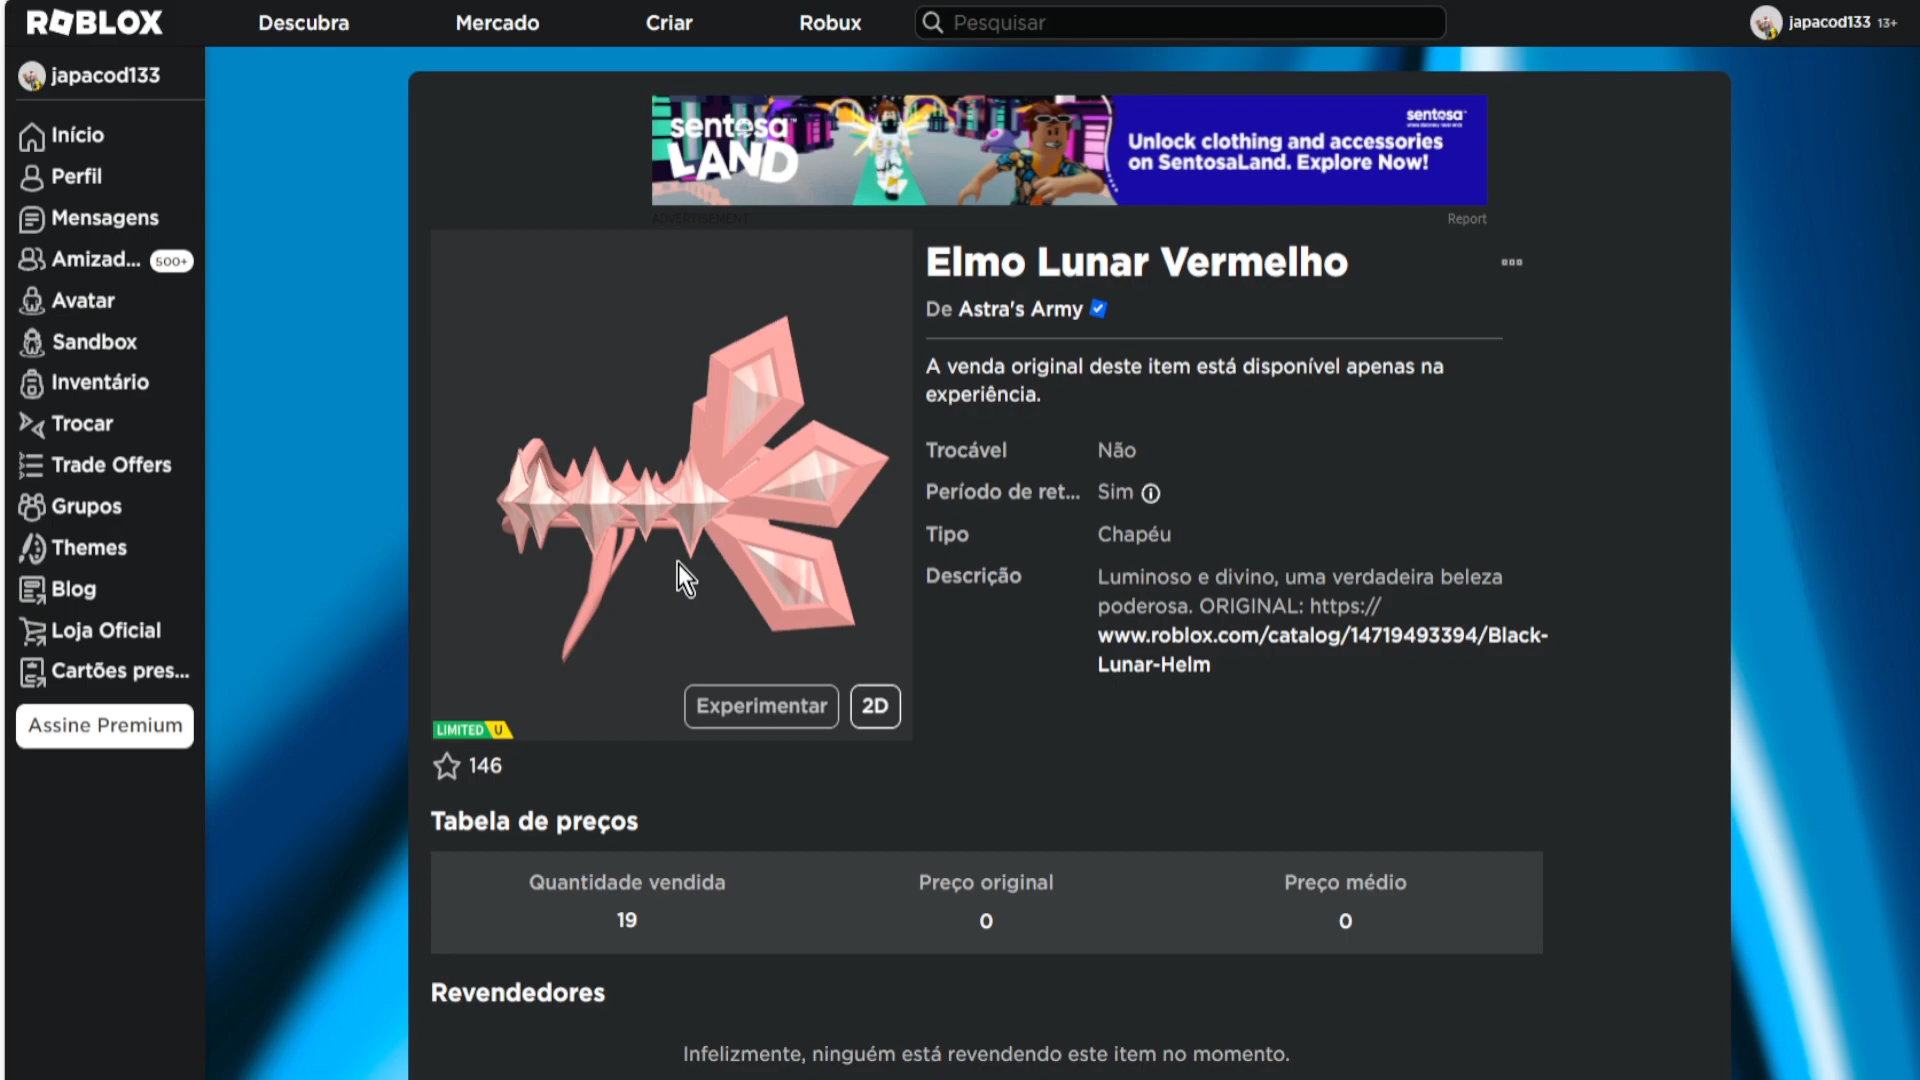 ROBLOX
Descubra
Mercado
Criar
Robux
Pesquisar
japacod133 13+
japacod133
Início
Perfil
Mensagens
Amizad... 500+
Avatar
Sandbox
Inventário
Trocar
Trade Offers
Grupos
Themes
Blog
Loja Oficial
Cartões pres...
Assine Premium
sentosa
LAND
sentosa
Unlock clothing and accessories
on SentosaLand. Explore Now!
ADVERTISEMENT
Report
Elmo Lunar Vermelho
De Astra's Army
A venda original deste item está disponível apenas na
experiência.
Trocável Não
Período de ret... Sim
Tipo Chapéu
Descrição Luminoso e divino, uma verdadeira beleza
poderosa. ORIGINAL: https://
www.roblox.com/catalog/14719493394/Black-
Lunar-Helm
Experimentar
2D
LIMITED U
146
Tabela de preços
Quantidade vendida
19
Preço original
0
Preço médio
0
Revendedores
Infelizmente, ninguém está revendendo este item no momento.